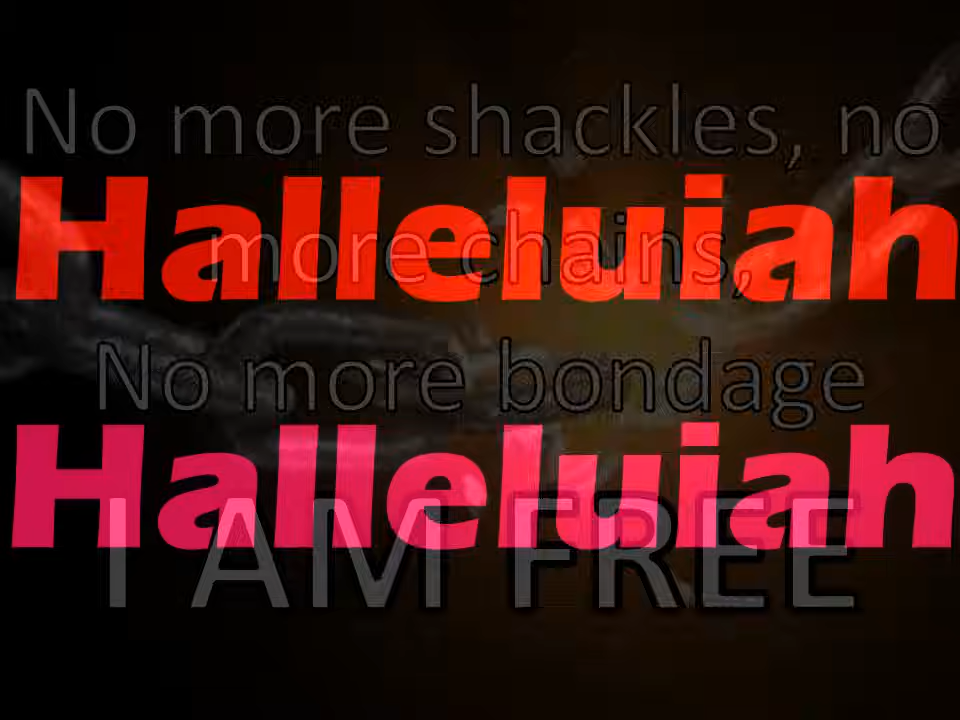 No more shackles, no
Halleluiah
more chains,
No more bondage
Halleluiah
I AM FREE